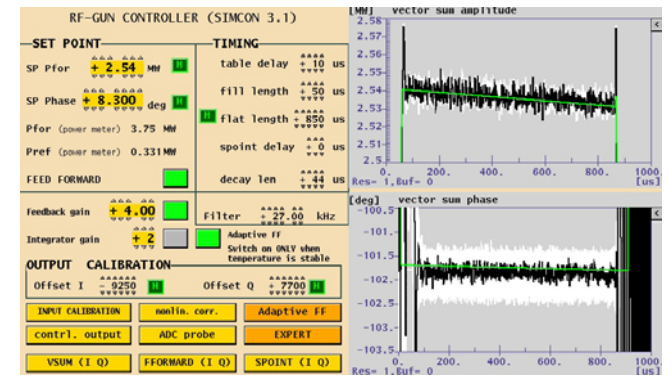 RF-GUN CONTROLLER (SIMCON 3.1)
SET POINT
SP Pfor + 2.54 MW H
SP Phase + 8.300 deg H
Pfor (power meter) 3.75 MW
Pref (power meter) 0.331 MW
FEED FORWARD
feedback gain + 4.00
Integrator gain + 2
TIMING
table delay + 10 us
fill length + 50 us
H flat length + 850 us
spoint delay + 0 us
decay len + 44 us
Filter + 27.00 kHz
Adaptive FF
Switch on ONLY when
temperature is stable
OUTPUT CALIBRATION
Offset I - 9250 H Offset Q + 7700 H
INPUT CALIBRATION nonlin. corr. Adaptive FF
contrl. output ADC probe EXPERT
VSUM (I Q) FFORWARD (I Q) SPOINT (I Q)
[MW] vector sum amplitude <
2.58
2.57
2.56
2.55
2.54
2.53
2.52
2.51
2.5
0. 200. 400. 600. 800. 1000.
Res= 1,Buf= 0 [us]
[deg] vector sum phase <
-100.5
-101.
-101.5
-102.
-102.5
-103.
-103.5
0. 200. 400. 600. 800. 1000.
Res= 1,Buf= 0 [us]